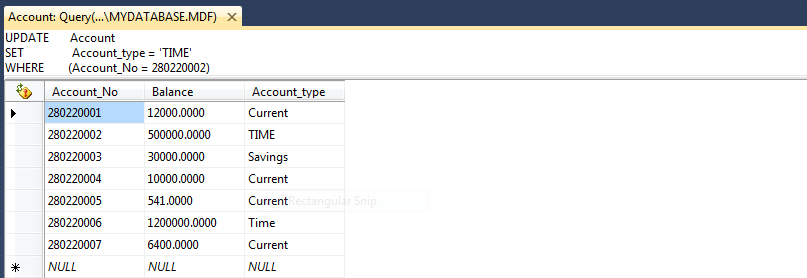 Account: Query(...\MYDATABASE.MDF) ×
UPDATE Account
SET Account_type = 'TIME'
WHERE (Account_No = 280220002)
Account_No Balance Account_type
280220001 12000.0000 Current
280220002 500000.0000 TIME
280220003 30000.0000 Savings
280220004 10000.0000 Current
280220005 541.0000 Current
Rectangular Snip
280220006 1200000.0000 Time
280220007 6400.0000 Current
NULL NULL NULL